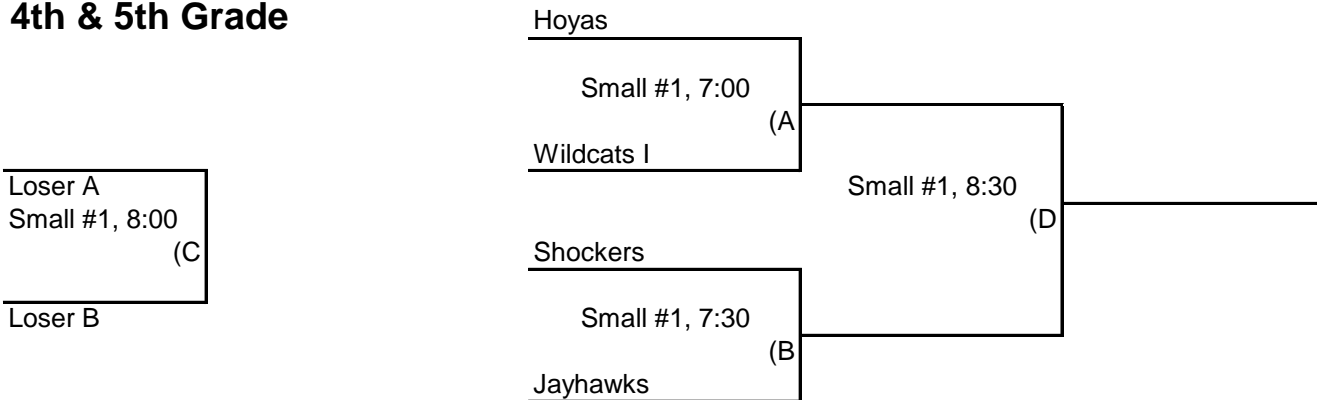 4th & 5th Grade
Hoyas
Small #1, 7:00
(A
Wildcats I
Loser A
Small #1, 8:00
(C
Loser B
Small #1, 8:30
(D
Shockers
Small #1, 7:30
(B
Jayhawks